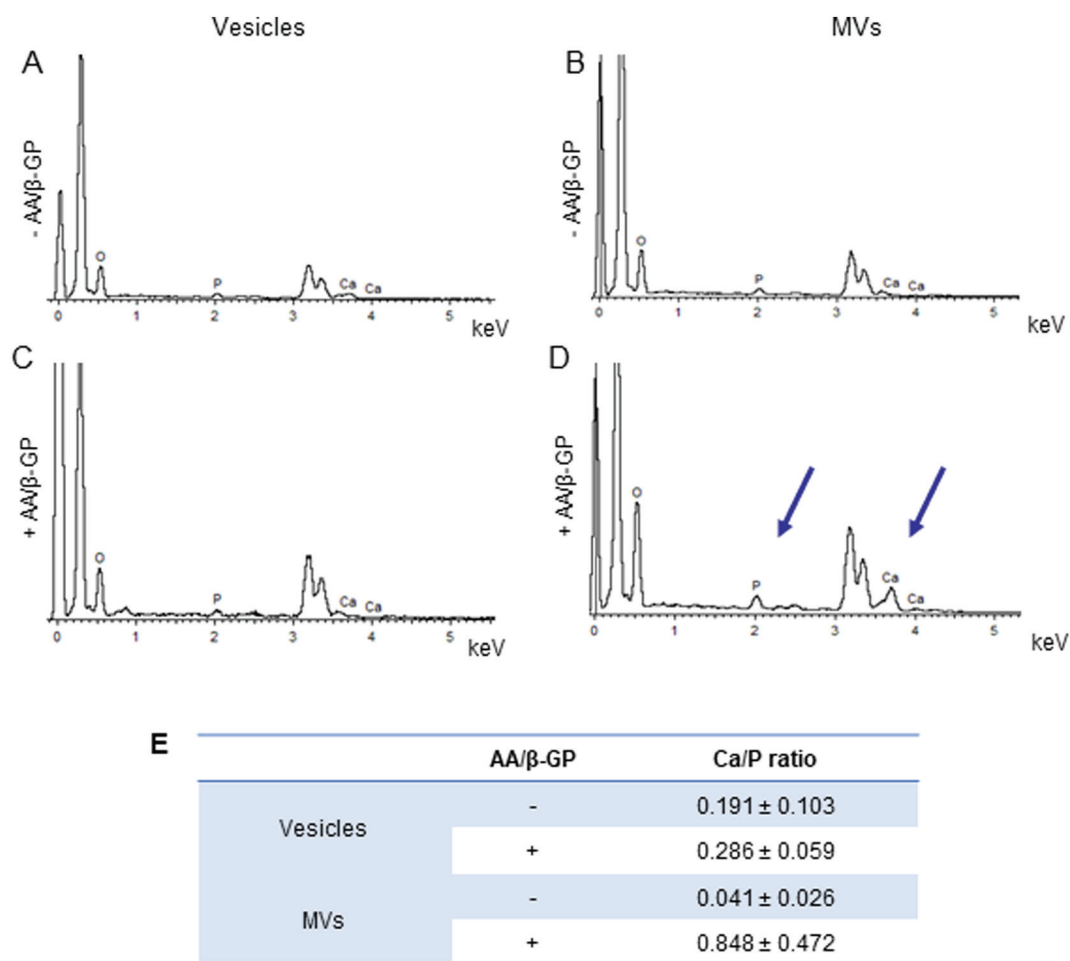 Vesicles
MVs
A
- AA/β-GP
O
P
Ca Ca
0 1 2 3 4 5
keV
B
- AA/β-GP
O
P
Ca Ca
0 1 2 3 4 5
keV
C
+ AA/β-GP
O
P
Ca Ca
0 1 2 3 4 5
keV
D
+ AA/β-GP
O
P
Ca
Ca
0 1 2 3 4 5
keV
E
AA/β-GP Ca/P ratio
Vesicles
- 0.191 ± 0.103
+ 0.286 ± 0.059
MVs
- 0.041 ± 0.026
+ 0.848 ± 0.472